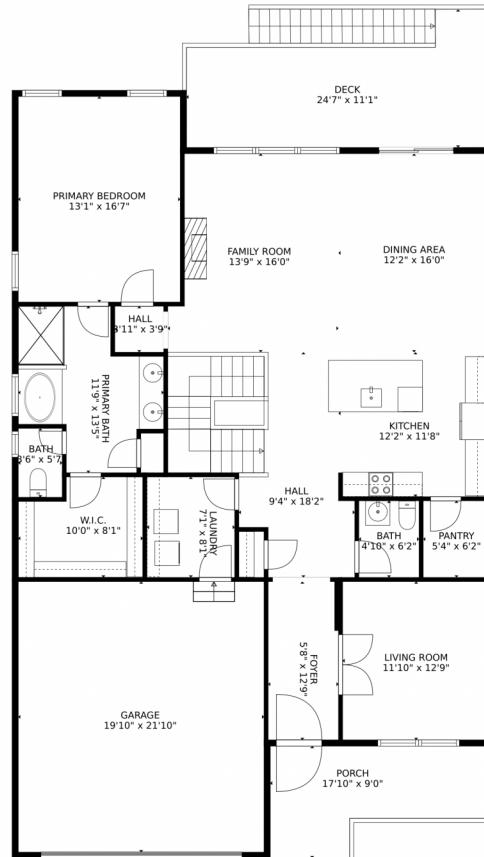 DECK
24'7" x 11'1"
PRIMARY BEDROOM
13'1" x 16'7"
FAMILY ROOM
13'9" x 16'0"
DINING AREA
12'2" x 16'0"
HALL
3'11" x 3'9"
PRIMARY BATH
11'9" x 13'5"
KITCHEN
12'2" x 11'8"
BATH
3'6" x 5'7"
HALL
9'4" x 18'2"
W.I.C.
10'0" x 8'1"
LAUNDRY
7'1" x 8'1"
BATH
4'10" x 6'2"
PANTRY
5'4" x 6'2"
FOYER
5'8" x 12'9"
LIVING ROOM
11'10" x 12'9"
GARAGE
19'10" x 21'10"
PORCH
17'10" x 9'0"